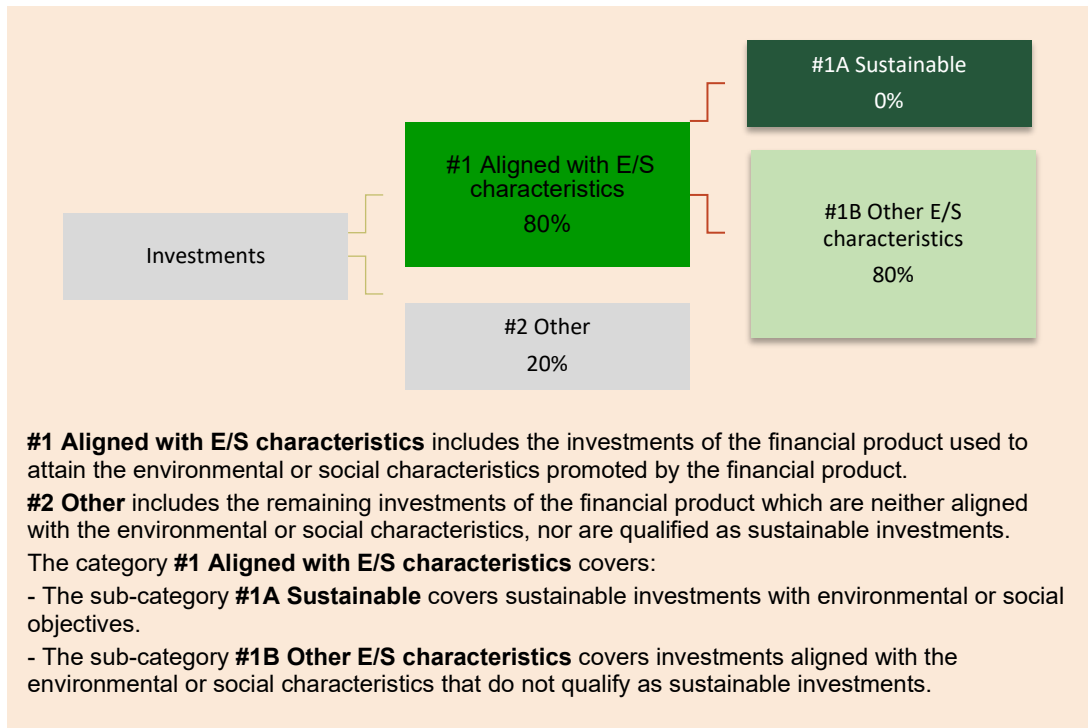 #1A Sustainable
0%
#1 Aligned with E/S
characteristics
80%
#1B Other E/S
characteristics
80%
Investments
#2 Other
20%
#1 Aligned with E/S characteristics includes the investments of the financial product used to
attain the environmental or social characteristics promoted by the financial product.
#2 Other includes the remaining investments of the financial product which are neither aligned
with the environmental or social characteristics, nor are qualified as sustainable investments.
The category #1 Aligned with E/S characteristics covers:
- The sub-category #1A Sustainable covers sustainable investments with environmental or social
objectives.
- The sub-category #1B Other E/S characteristics covers investments aligned with the
environmental or social characteristics that do not qualify as sustainable investments.